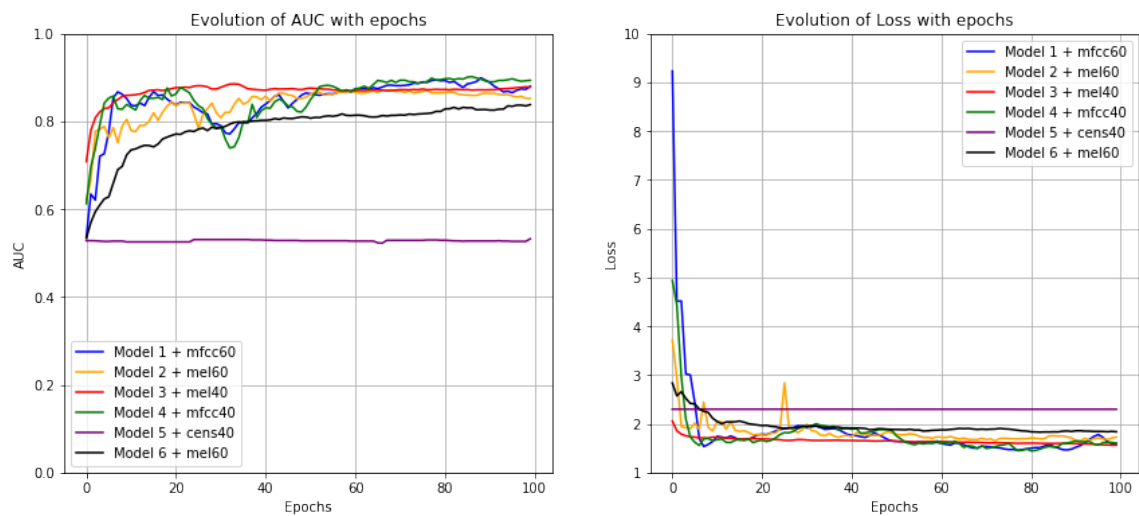 Evolution of AUC with epochs
1.0
0.8
0.6
0.4
0.2
0.0
AUC
0 20 40 60 80 100
Epochs
Model 1 + mfcc60
Model 2 + mel60
Model 3 + mel40
Model 4 + mfcc40
Model 5 + cens40
Model 6 + mel60
Evolution of Loss with epochs
10
9
8
7
6
5
4
3
2
1
Loss
0 20 40 60 80 100
Epochs
Model 1 + mfcc60
Model 2 + mel60
Model 3 + mel40
Model 4 + mfcc40
Model 5 + cens40
Model 6 + mel60